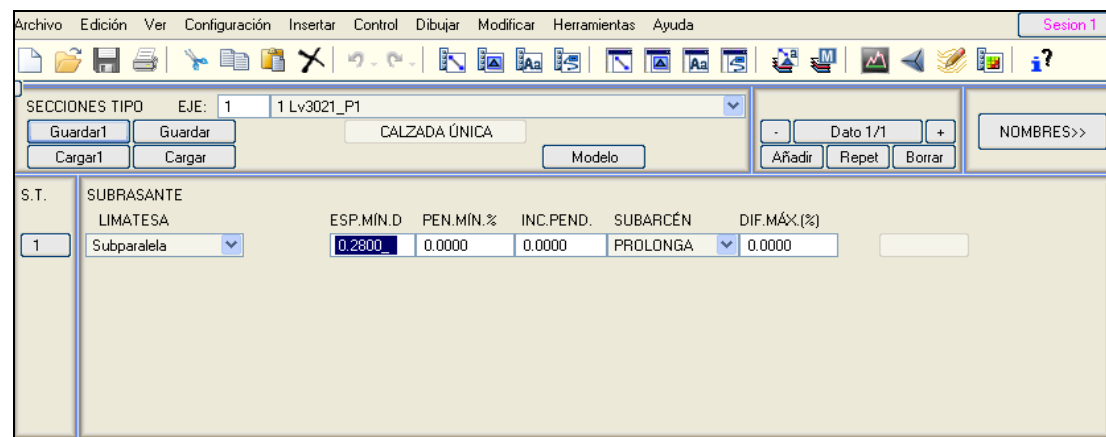 Archivo Edición Ver Configuración Insertar Control Dibujar Modificar Herramientas Ayuda Sesion 1
SECCIONES TIPO EJE: 1 1 Lv3021_P1
Guardar1 Guardar CALZADA ÚNICA - Dato 1/1 + NOMBRES>>
Cargar1 Cargar Modelo Añadir Repet Borrar
S.T. SUBRASANTE
LIMATESA ESP.MÍN.D PEN.MÍN.% INC.PEND. SUBARCÉN DIF.MÁX.(%)
1 Subparalela 0.2800_ 0.0000 0.0000 PROLONGA 0.0000